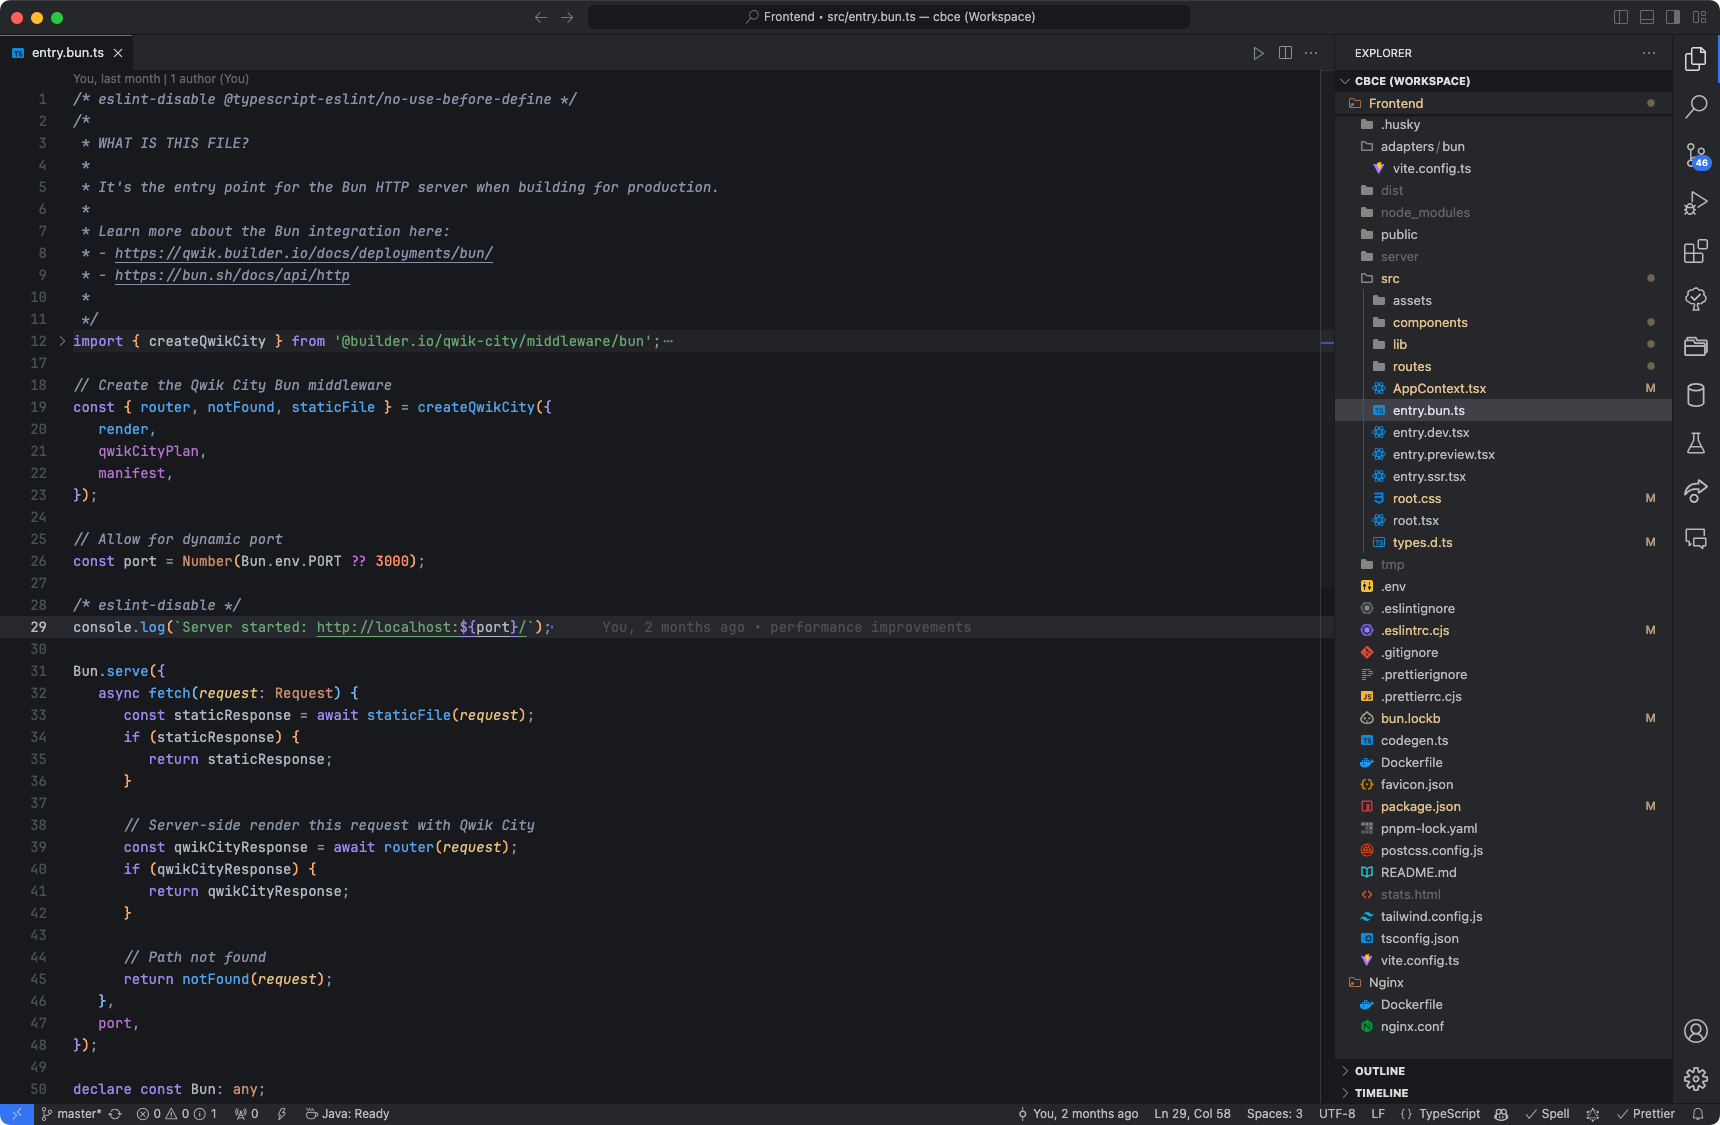 Frontend • src/entry.bun.ts — cbce (Workspace)
TS entry.bun.ts
You, last month | 1 author (You)
1 /* eslint-disable @typescript-eslint/no-use-before-define */
2 /*
3  * WHAT IS THIS FILE?
4  *
5  * It's the entry point for the Bun HTTP server when building for production.
6  *
7  * Learn more about the Bun integration here:
8  * - https://qwik.builder.io/docs/deployments/bun/
9  * - https://bun.sh/docs/api/http
10  *
11  */
12 import { createQwikCity } from '@builder.io/qwik-city/middleware/bun';⋯
17
18 // Create the Qwik City Bun middleware
19 const { router, notFound, staticFile } = createQwikCity({
20    render,
21    qwikCityPlan,
22    manifest,
23 });
24
25 // Allow for dynamic port
26 const port = Number(Bun.env.PORT ?? 3000);
27
28 /* eslint-disable */
29 console.log(`Server started: http://localhost:${port}/`); You, 2 months ago • performance improvements
30
31 Bun.serve({
32    async fetch(request: Request) {
33       const staticResponse = await staticFile(request);
34       if (staticResponse) {
35          return staticResponse;
36       }
37
38       // Server-side render this request with Qwik City
39       const qwikCityResponse = await router(request);
40       if (qwikCityResponse) {
41          return qwikCityResponse;
42       }
43
44       // Path not found
45       return notFound(request);
46    },
47    port,
48 });
49
50 declare const Bun: any;
EXPLORER
CBCE (WORKSPACE)
Frontend
.husky
adapters/bun
vite.config.ts
dist
node_modules
public
server
src
assets
components
lib
routes
AppContext.tsx M
TS entry.bun.ts
entry.dev.tsx
entry.preview.tsx
entry.ssr.tsx
root.css M
root.tsx
TS types.d.ts M
tmp
.env
.eslintignore
.eslintrc.cjs M
.gitignore
.prettierignore
JS .prettierrc.cjs
bun.lockb M
TS codegen.ts
Dockerfile
favicon.json
package.json M
pnpm-lock.yaml
postcss.config.js
README.md
stats.html
tailwind.config.js
tsconfig.json
vite.config.ts
Nginx
Dockerfile
N nginx.conf
OUTLINE
TIMELINE
46
master* 0 0 1 0 Java: Ready You, 2 months ago Ln 29, Col 58 Spaces: 3 UTF-8 LF {} TypeScript Spell Prettier